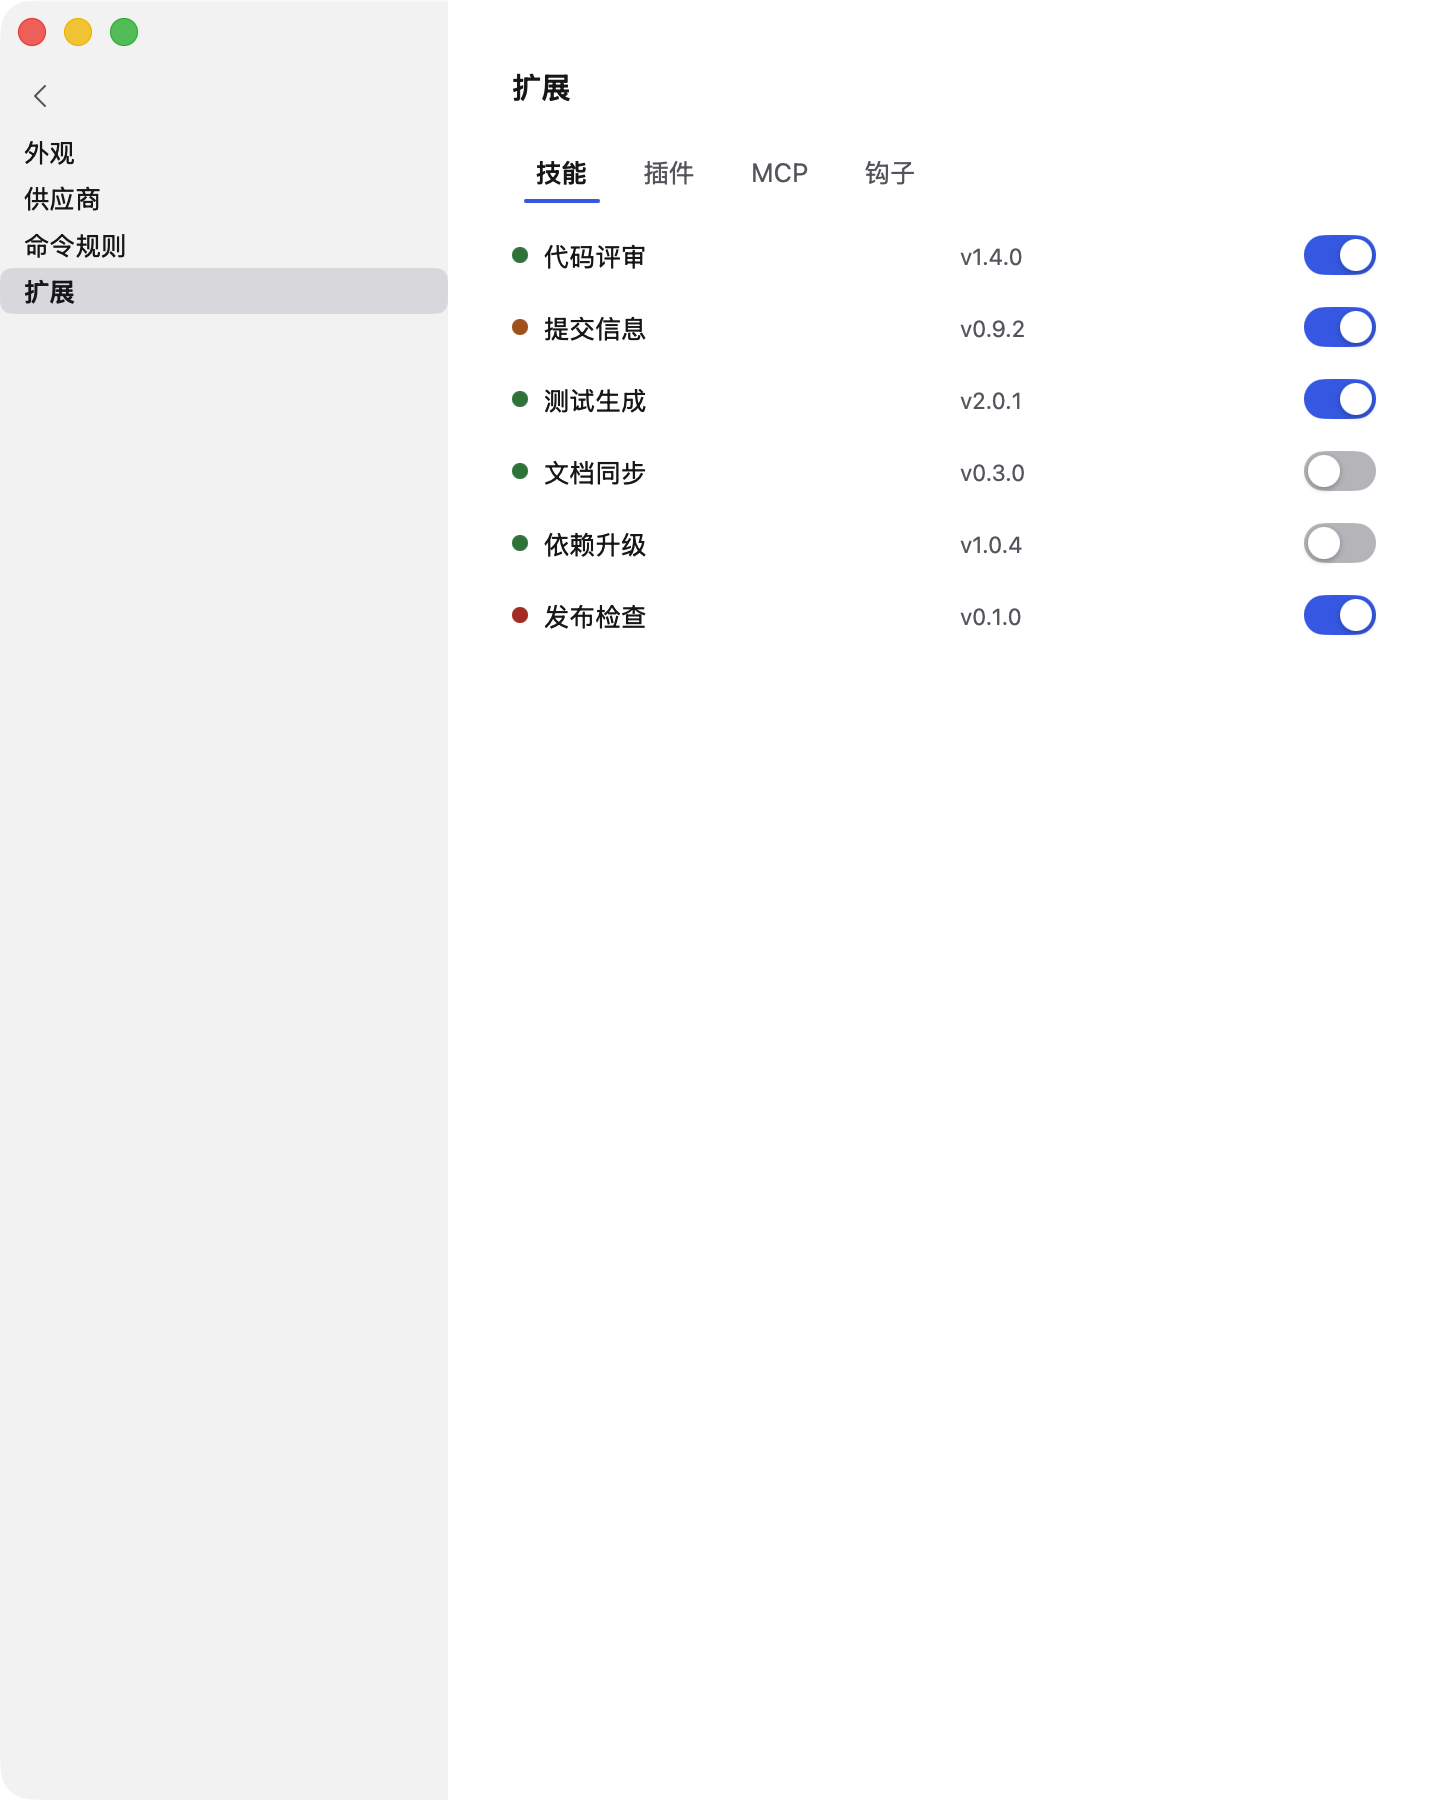 外观
供应商
命令规则
扩展
扩展
技能 插件 MCP 钩子
代码评审 v1.4.0
提交信息 v0.9.2
测试生成 v2.0.1
文档同步 v0.3.0
依赖升级 v1.0.4
发布检查 v0.1.0